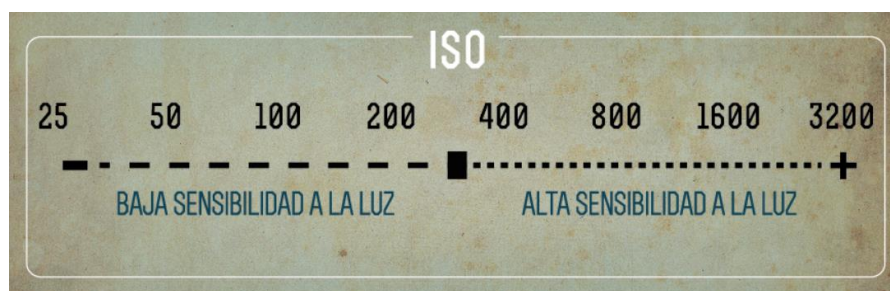 ISO
25 50 100 200 400 800 1600 3200
BAJA SENSIBILIDAD A LA LUZ ALTA SENSIBILIDAD A LA LUZ